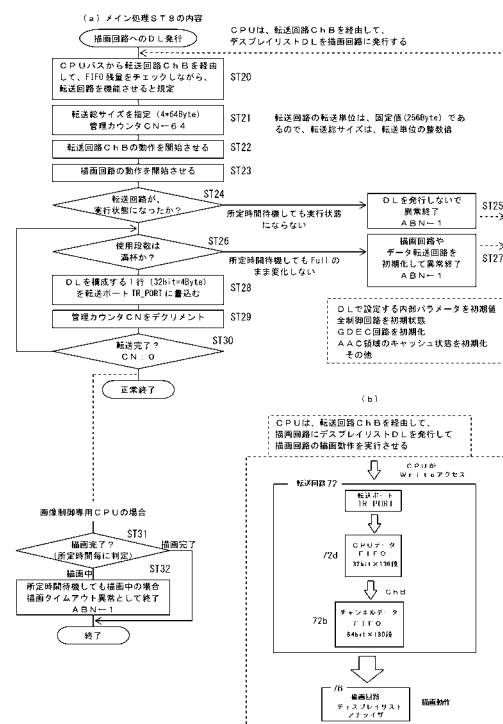 (a) メイン処理ST8の内容
描画回路へのDL発行
CPUは、転送回路ChBを経由して、
デスプレイリストDLを描画回路に発行する
CPUバスから転送回路ChBを経由
して、FIFO残量をチェックしながら、
転送回路を機能させると規定
ST20
転送総サイズを指定 (4*64Byte)
管理カウンタCN←64
ST21
転送回路の転送単位は、固定値(256Byte)であ
るので、転送総サイズは、転送単位の整数倍
転送回路ChBの動作を開始させる
ST22
描画回路の動作を開始させる
ST23
転送回路が、
実行状態になったか?
ST24
所定時間待機しても実行状態
にならない
DLを発行しないで
異常終了
ABN←1
ST25
使用段数は
満杯か?
ST26
所定時間待機してもFullの
まま変化しない
描画回路や
データ転送回路を
初期化して異常終了
ABN←1
ST27
DLを構成する1行 (32bit=4Byte)
を転送ポートTR_PORTに書込む
ST28
管理カウンタCNをデクリメント
ST29
転送完了?
CN:0
ST30
正常終了
DLで設定する内部パラメータを初期値
全制御回路を初期状態
GDEC回路を初期化
AAC領域のキャッシュ状態を初期化
その他
(b)
CPUは、転送回路ChBを経由して、
描画回路にデスプレイリストDLを発行して
描画回路の描画動作を実行させる
CPUが
Writeアクセス
転送回路72
転送ポート
TR_PORT
72d
CPUデータ
FIFO
32bit×130段
ChB
72b
チャンネルデータ
FIFO
64bit×130段
76
描画回路
ディスプレイリスト
アナライザ
描画動作
画像制御専用CPUの場合
描画完了?
(所定時間毎に判定)
ST31
描画完了
描画中
ST32
所定時間待機しても描画中の場合
描画タイムアウト異常として終了
ABN←1
終了